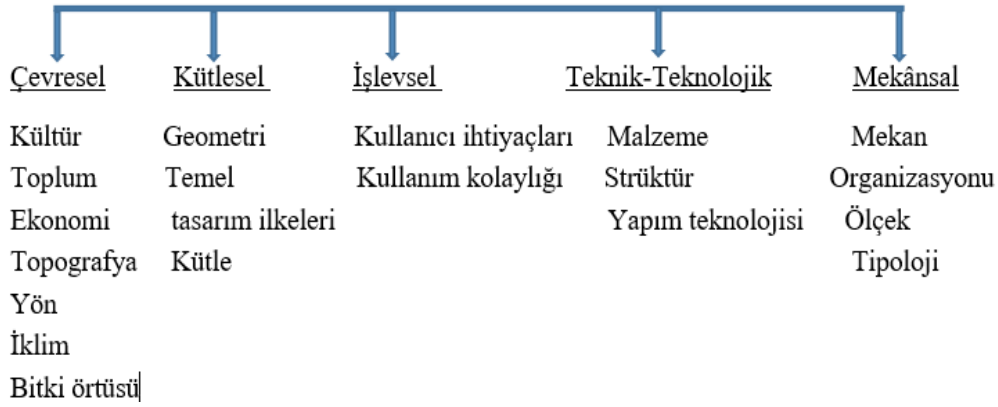 Çevresel
Kültür
Toplum
Ekonomi
Topografya
Yön
İklim
Bitki örtüsü
Kütlesel
Geometri
Temel
tasarım ilkeleri
Kütle
İşlevsel
Kullanıcı ihtiyaçları
Kullanım kolaylığı
Teknik-Teknolojik
Malzeme
Strüktür
Yapım teknolojisi
Mekânsal
Mekan
Organizasyonu
Ölçek
Tipoloji